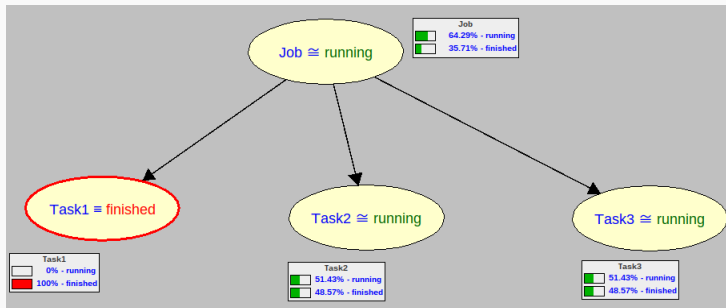 Job ≅ running
Job
64.29% - running
35.71% - finished
Task1 ≡ finished
Task2 ≅ running
Task3 ≅ running
Task1
0% - running
100% - finished
Task2
51.43% - running
48.57% - finished
Task3
51.43% - running
48.57% - finished